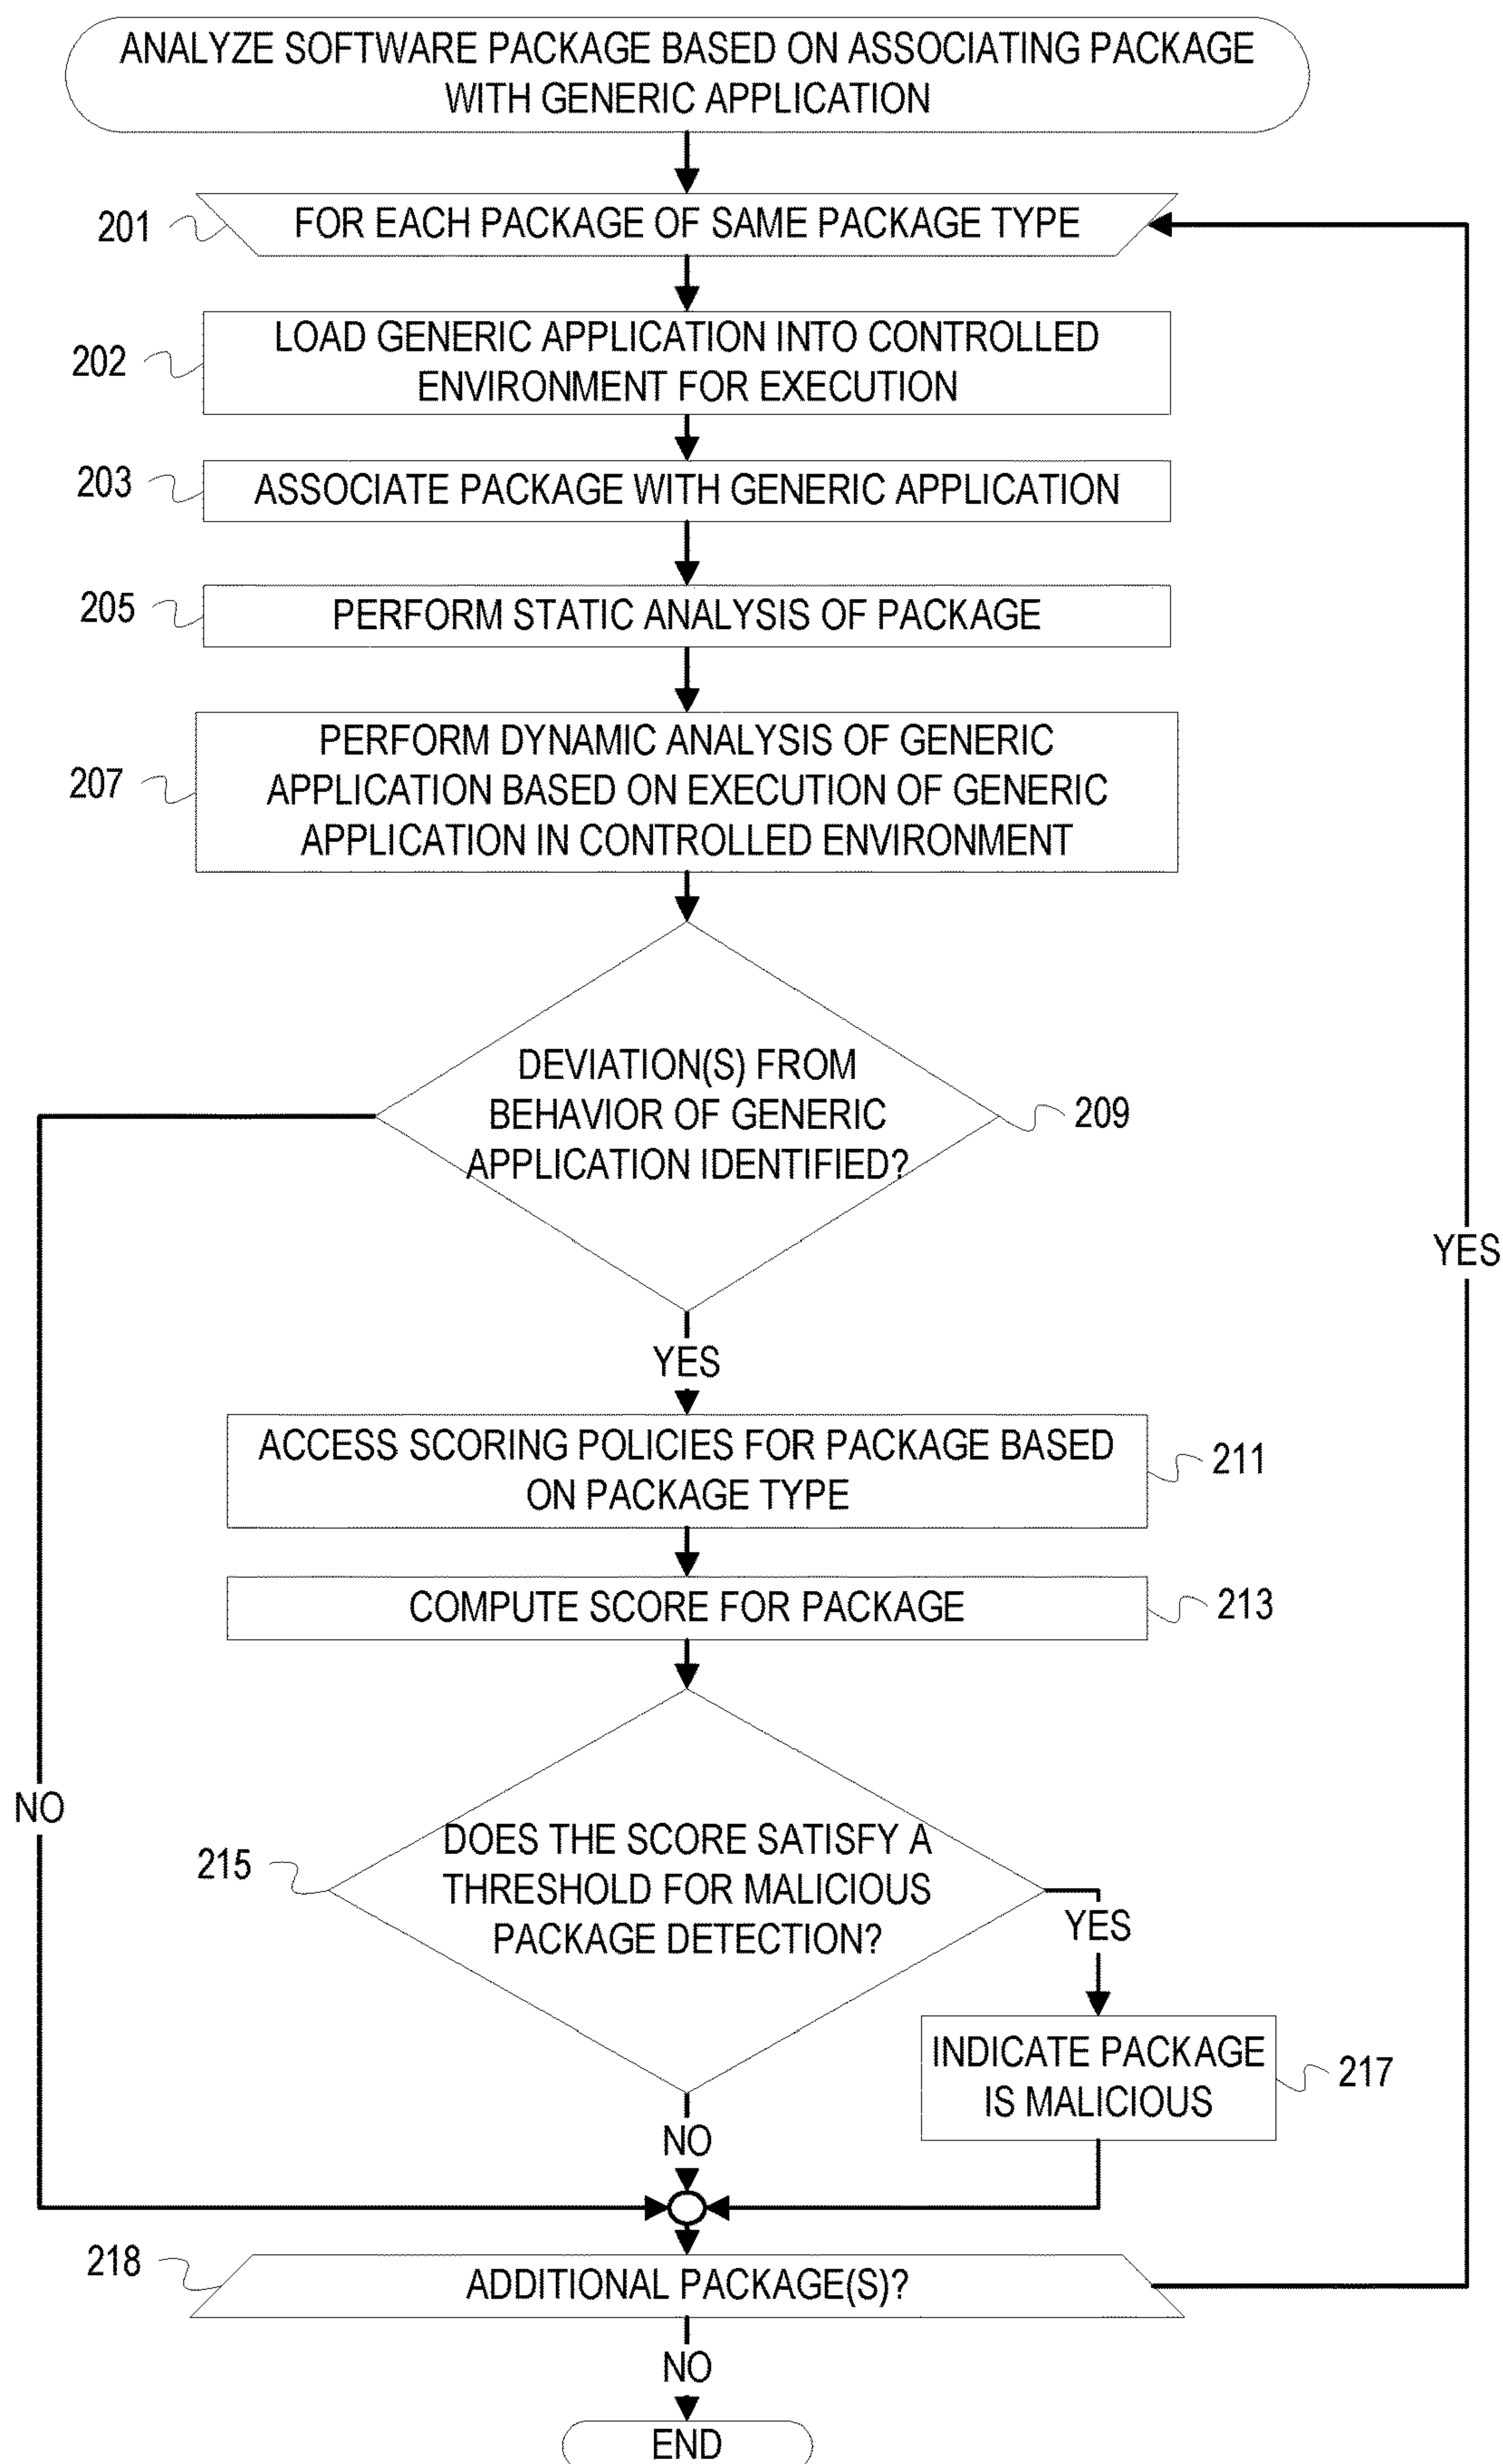 ANALYZE SOFTWARE PACKAGE BASED ON ASSOCIATING PACKAGE
WITH GENERIC APPLICATION
201
FOR EACH PACKAGE OF SAME PACKAGE TYPE
202
LOAD GENERIC APPLICATION INTO CONTROLLED
ENVIRONMENT FOR EXECUTION
203
ASSOCIATE PACKAGE WITH GENERIC APPLICATION
205
PERFORM STATIC ANALYSIS OF PACKAGE
207
PERFORM DYNAMIC ANALYSIS OF GENERIC
APPLICATION BASED ON EXECUTION OF GENERIC
APPLICATION IN CONTROLLED ENVIRONMENT
DEVIATION(S) FROM
BEHAVIOR OF GENERIC
APPLICATION IDENTIFIED?
209
YES
YES
ACCESS SCORING POLICIES FOR PACKAGE BASED
ON PACKAGE TYPE
211
COMPUTE SCORE FOR PACKAGE
213
NO
215
DOES THE SCORE SATISFY A
THRESHOLD FOR MALICIOUS
PACKAGE DETECTION?
YES
INDICATE PACKAGE
IS MALICIOUS
217
NO
218
ADDITIONAL PACKAGE(S)?
NO
END